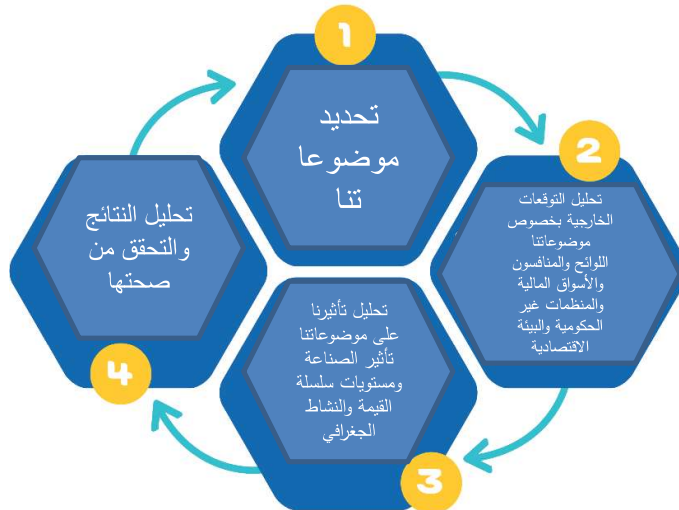 1
تحديد
موضوعا
تنا
2
تحليل التوقعات
الخارجية بخصوص
موضوعاتنا
اللوائح والمنافسون
والأسواق المالية
والمنظمات غير
الحكومية والبيئة
الاقتصادية
تحليل تأثيرنا
على موضوعاتنا
تأثير الصناعة
ومستويات سلسلة
القيمة والنشاط
الجغرافي
3
تحليل النتائج
والتحقق من
صحتها
4